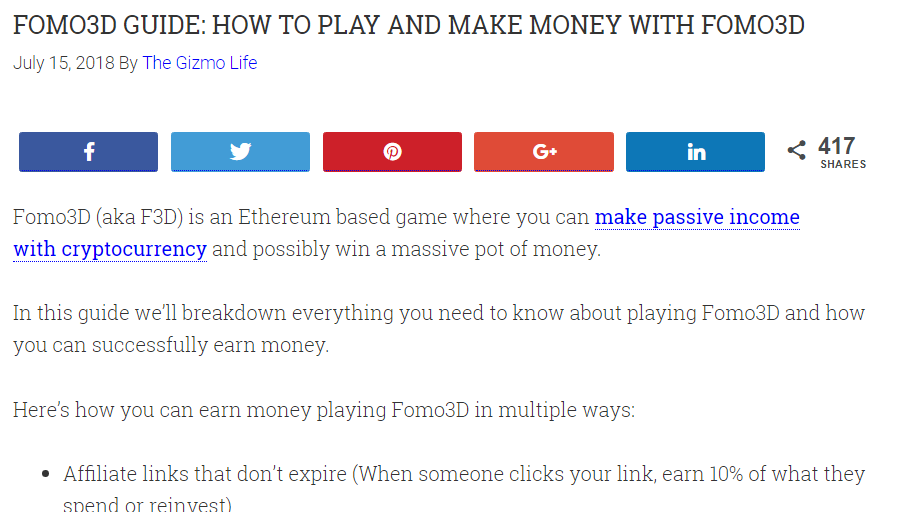 FOMO3D GUIDE: HOW TO PLAY AND MAKE MONEY WITH FOMO3D
July 15, 2018 By The Gizmo Life
f G+ in 417
SHARES
Fomo3D (aka F3D) is an Ethereum based game where you can make passive income
with cryptocurrency and possibly win a massive pot of money.
In this guide we'll breakdown everything you need to know about playing Fomo3D and how
you can successfully earn money.
Here's how you can earn money playing Fomo3D in multiple ways:
• Affiliate links that don't expire (When someone clicks your link, earn 10% of what they
spend or reinvest)